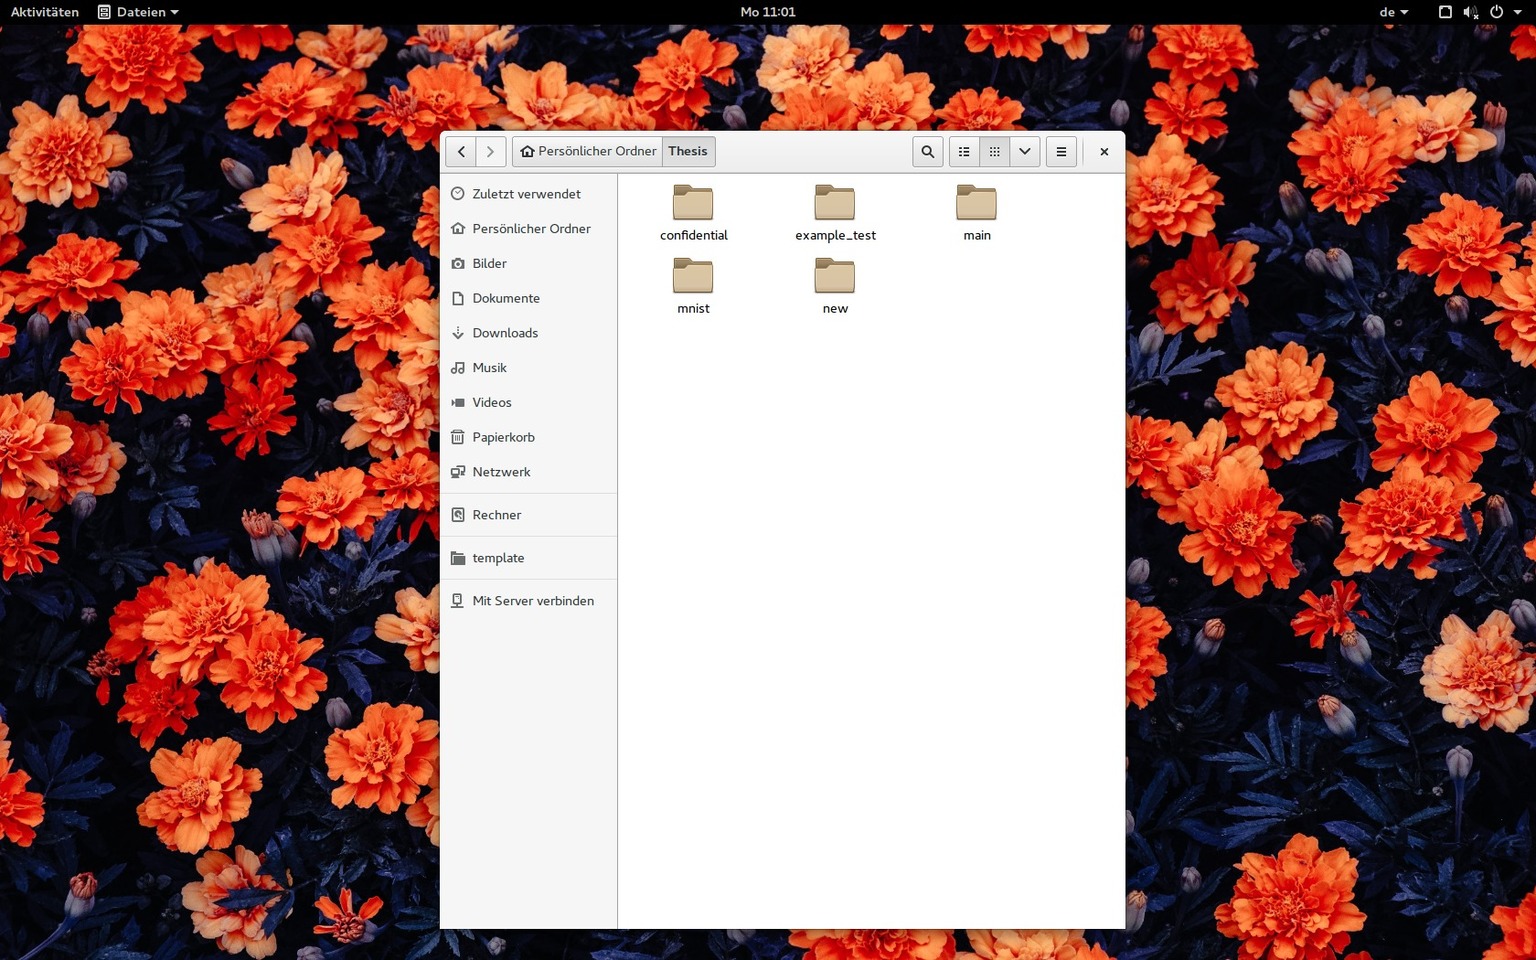 Aktivitäten Dateien Mo 11:01 de
Persönlicher Ordner Thesis
Zuletzt verwendet
Persönlicher Ordner
Bilder
Dokumente
Downloads
Musik
Videos
Papierkorb
Netzwerk
Rechner
template
Mit Server verbinden
confidential example_test main
mnist new